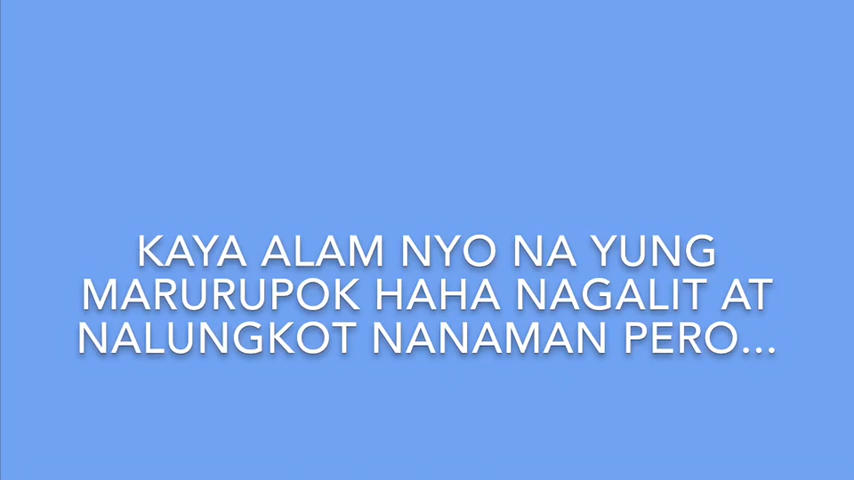 KAYA ALAM NYO NA YUNG
MARURUPOK HAHA NAGALIT AT
NALUNGKOT NANAMAN PERO...